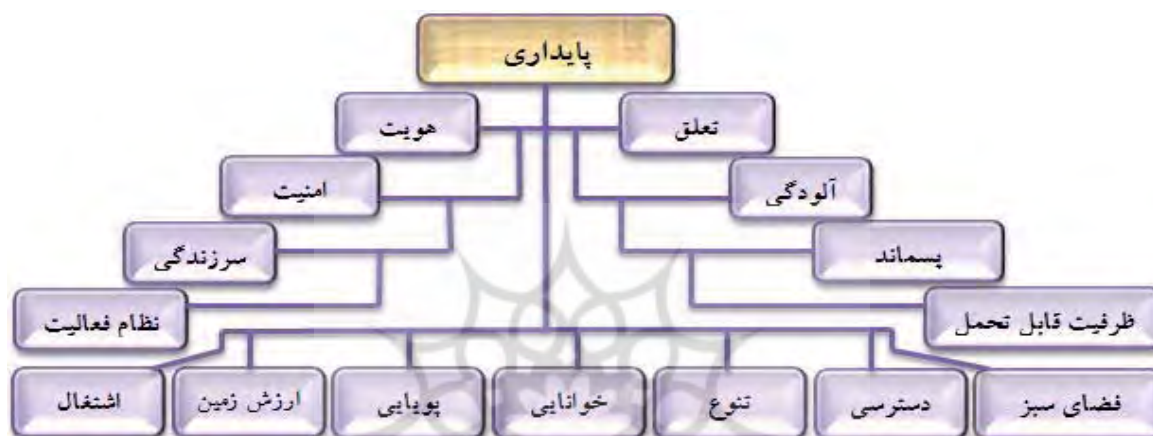 پایداری
تعلق
هویت
آلودگی
امنیت
پسماند
سرزندگی
ظرفیت قابل تحمل
نظام فعالیت
فضای سبز
دسترسی
تنوع
خوانایی
پویایی
ارزش زمین
اشتغال